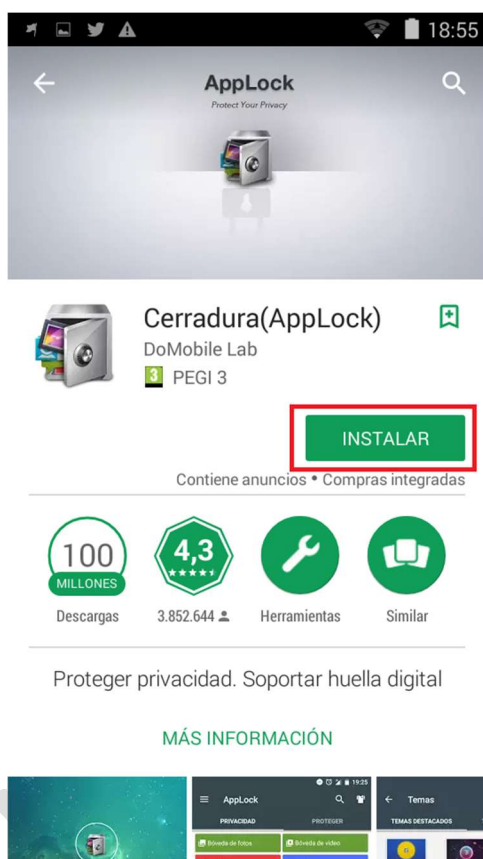 18:55
AppLock
Protect Your Privacy
Cerradura(AppLock)
DoMobile Lab
3 PEGI 3
INSTALAR
Contiene anuncios • Compras integradas
100
MILLONES
Descargas
4,3
3.852.644
Herramientas
Similar
Proteger privacidad. Soportar huella digital
MÁS INFORMACIÓN
19:25
AppLock
PRIVACIDAD
PROTEGER
Bóveda de fotos
Bóveda de vídeo
Temas
TEMAS DESTACADOS